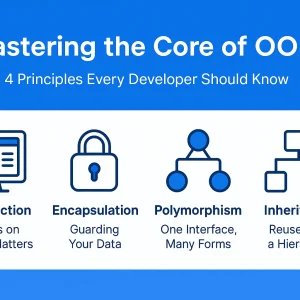 astering the Core of OO
4 Principles Every Developer Should Know
ction
Encapsulation
Polymorphism
Inheri
s on
Matters
Guarding
Your Data
One Interface,
Many Forms
Reuse
a Hier